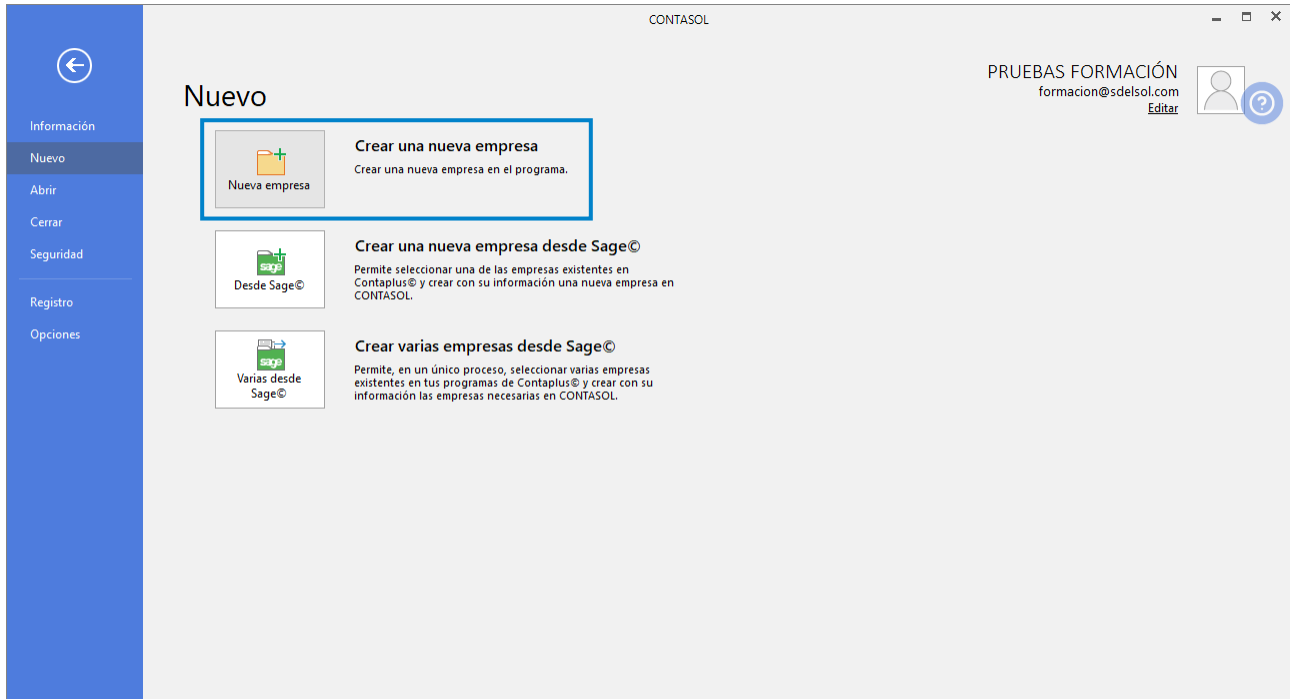 CONTASOL
PRUEBAS FORMACIÓN
formacion@sdelsol.com
Editar
?
Información
Nuevo
Abrir
Cerrar
Seguridad
Registro
Opciones
Nuevo
Nueva empresa
Crear una nueva empresa
Crear una nueva empresa en el programa.
sage
Desde Sage©
Crear una nueva empresa desde Sage©
Permite seleccionar una de las empresas existentes en
Contaplus© y crear con su información una nueva empresa en
CONTASOL.
sage
Varias desde
Sage©
Crear varias empresas desde Sage©
Permite, en un único proceso, seleccionar varias empresas
existentes en tus programas de Contaplus© y crear con su
información las empresas necesarias en CONTASOL.